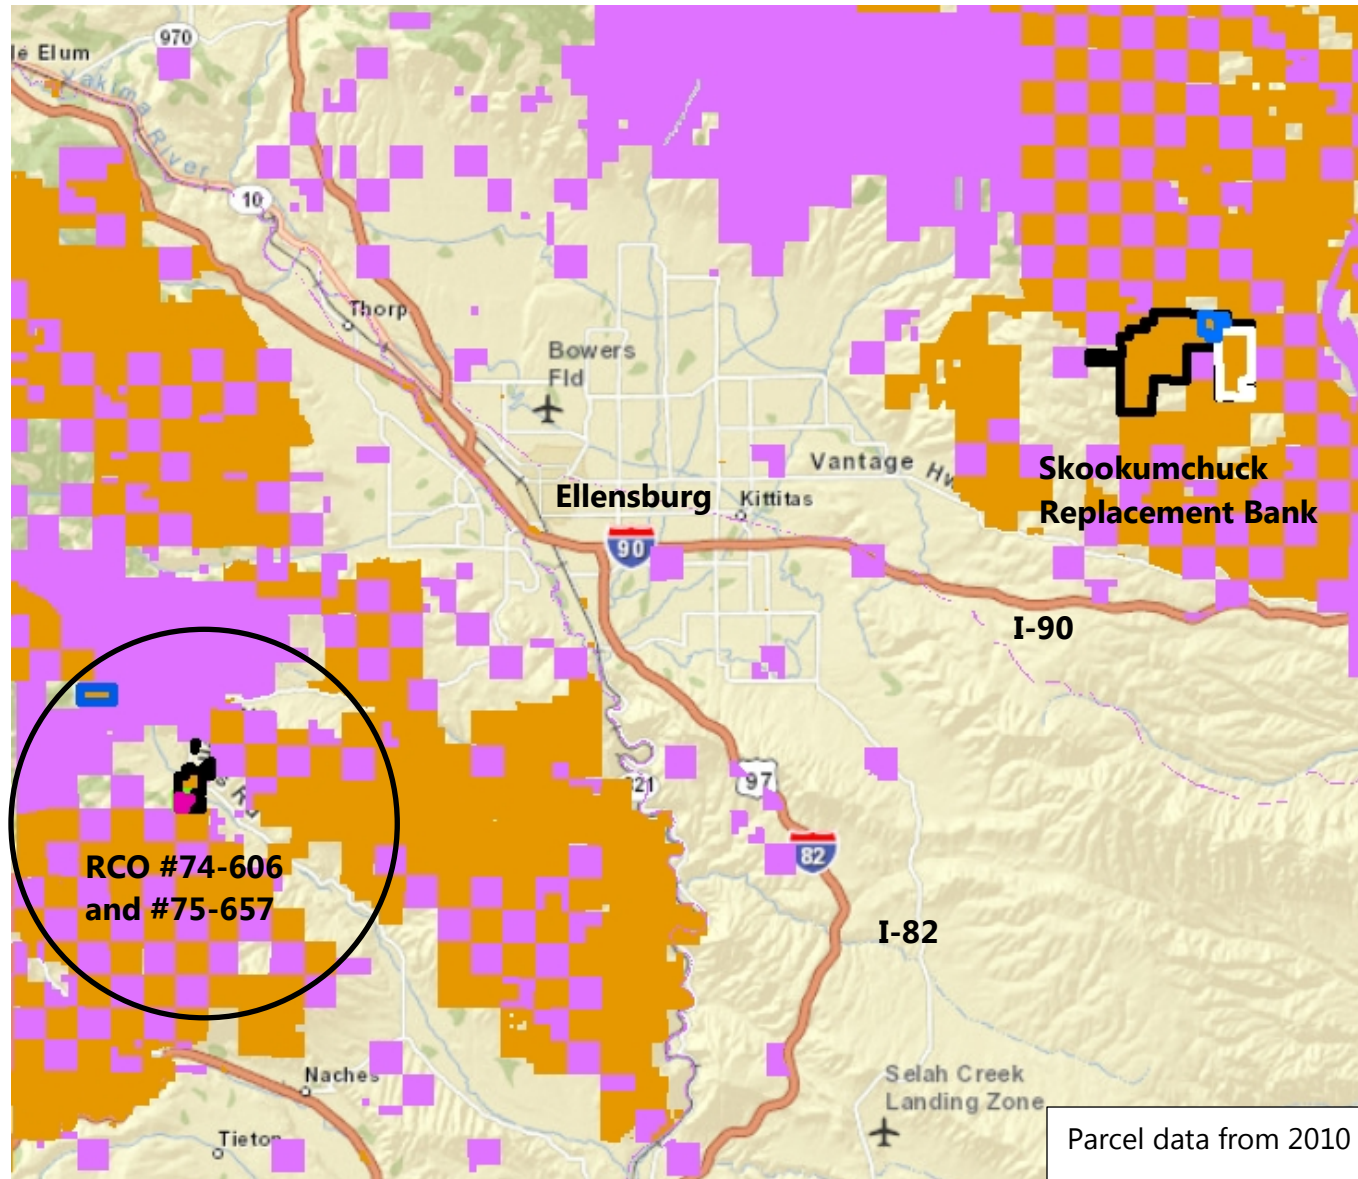 970
le Elum
Yakima River
10
Thorp
Bowers
Fld
Vantage Hw
Skookumchuck
Replacement Bank
Ellensburg
Kittitas
90
I-90
97
82
RCO #74-606
and #75-657
I-82
Naches
Selah Creek
Landing Zone
Parcel data from 2010
Tieton